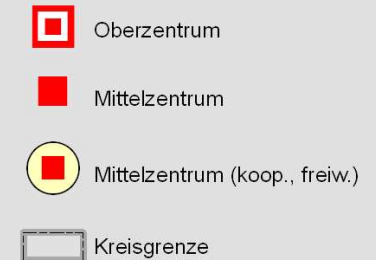 Oberzentrum
Mittelzentrum
Mittelzentrum (koop., freiw.)
Kreisgrenze